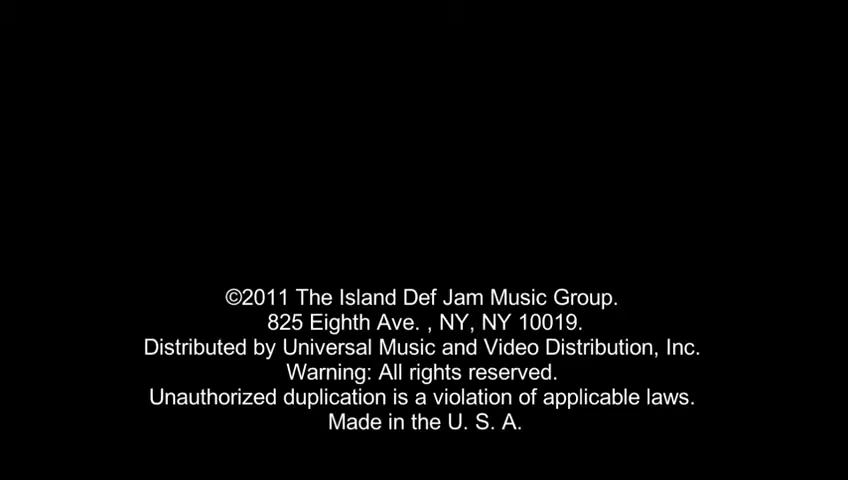 ©2011 The Island Def Jam Music Group.
825 Eighth Ave. , NY, NY 10019.
Distributed by Universal Music and Video Distribution, Inc.
Warning: All rights reserved.
Unauthorized duplication is a violation of applicable laws.
Made in the U. S. A.